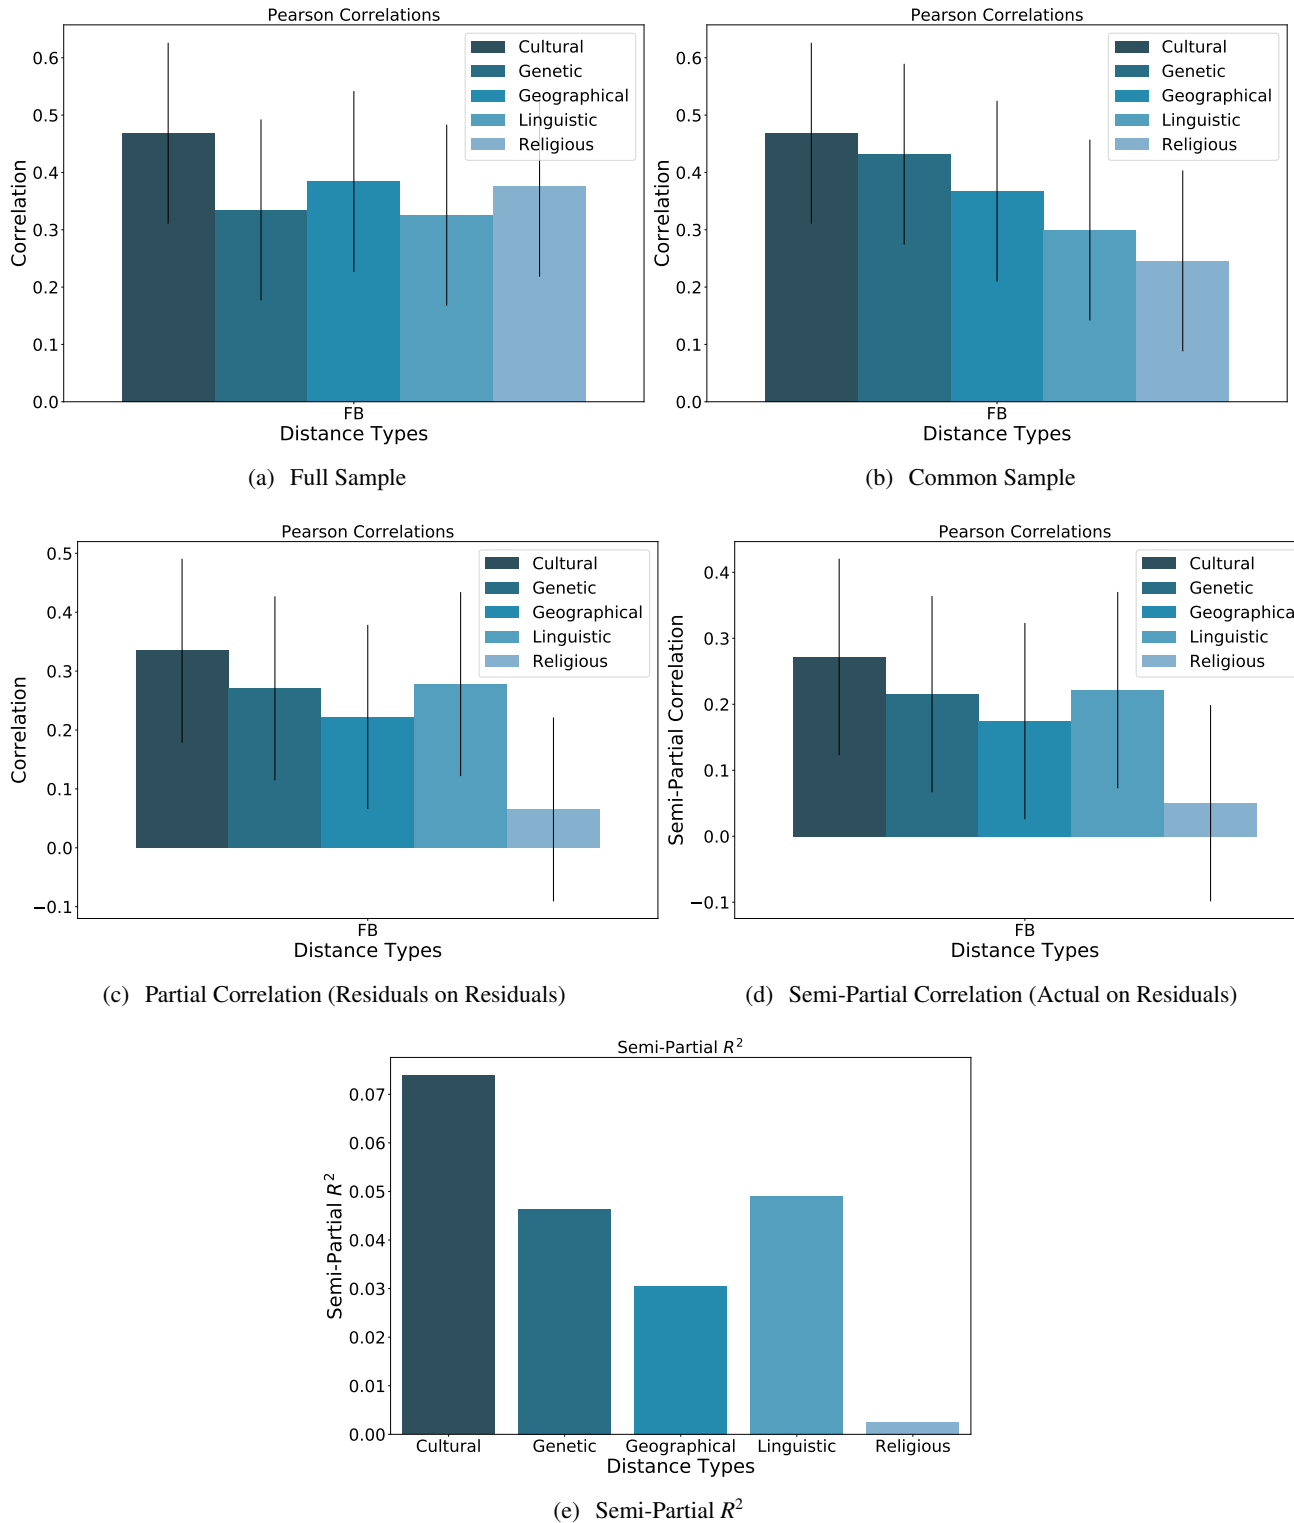 Pearson Correlations
Correlation
0.6
0.5
0.4
0.3
0.2
0.1
0.0
Cultural
Genetic
Geographical
Linguistic
Religious
FB
Distance Types
(a) Full Sample
Pearson Correlations
Correlation
0.6
0.5
0.4
0.3
0.2
0.1
0.0
Cultural
Genetic
Geographical
Linguistic
Religious
FB
Distance Types
(b) Common Sample
Pearson Correlations
Correlation
0.5
0.4
0.3
0.2
0.1
0.0
−0.1
Cultural
Genetic
Geographical
Linguistic
Religious
FB
Distance Types
(c) Partial Correlation (Residuals on Residuals)
Pearson Correlations
Semi-Partial Correlation
0.4
0.3
0.2
0.1
0.0
−0.1
Cultural
Genetic
Geographica
Linguistic
Religious
FB
Distance Types
(d) Semi-Partial Correlation (Actual on Residuals)
Semi-Partial R²
Semi-Partial R²
0.07
0.06
0.05
0.04
0.03
0.02
0.01
0.00
Cultural Genetic Geographical Linguistic Religious
Distance Types
(e) Semi-Partial R²